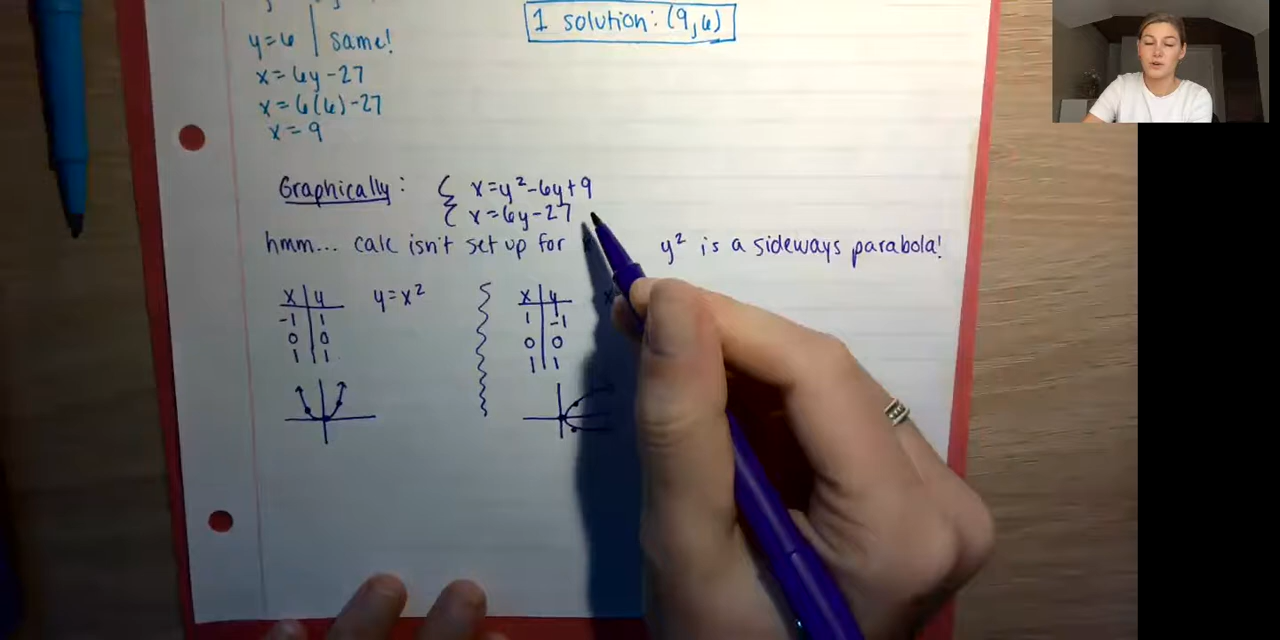 1 solution: (9,6)
y=6 | same!
x=6y-27
x=6(6)-27
x=9
Graphically: { x=y²-6y+9
{ x=6y-27
hmm... calc isn't set up for y² is a sideways parabola!
x | y y=x² x | y
-1 | 1 1 | -1
0 | 0 0 | 0
1 | 1 1 | 1